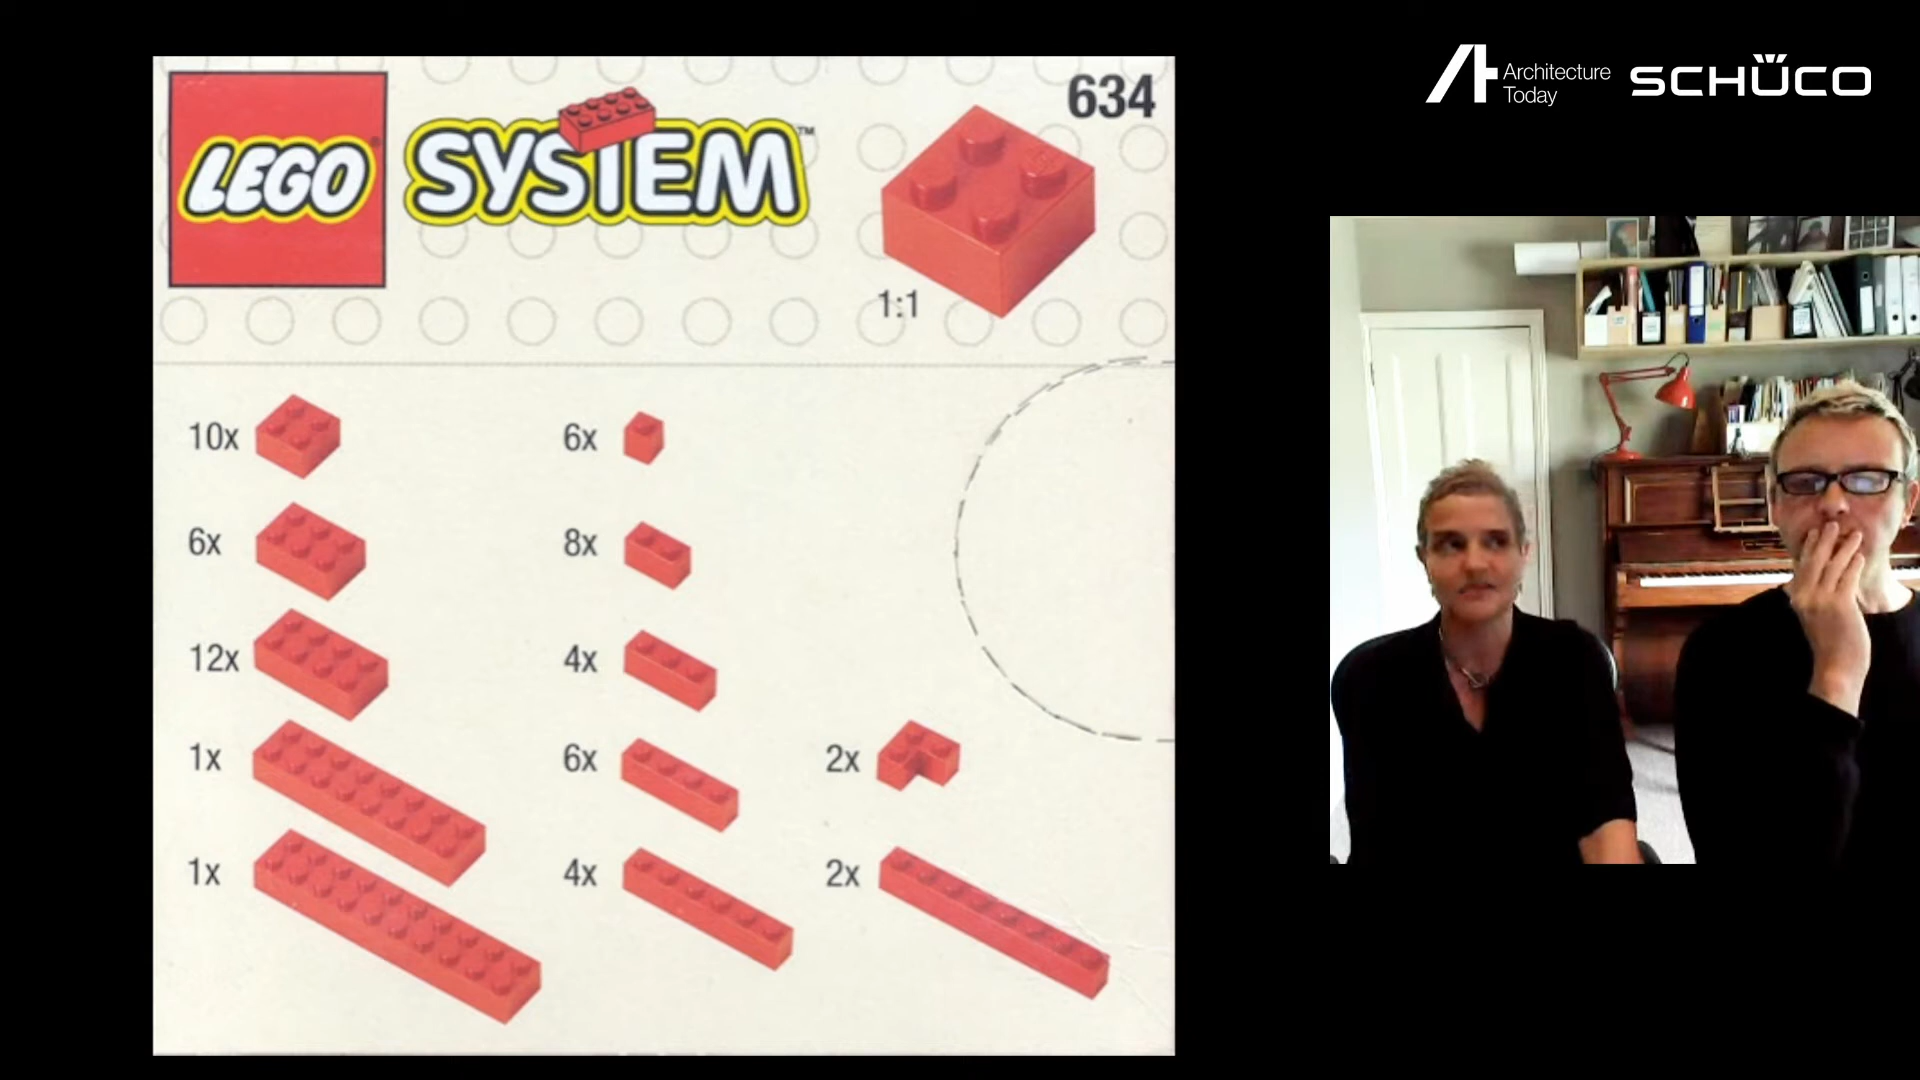 LEGO®
SYSTEM™
634
1:1
10x
6x
6x
8x
12x
4x
1x
6x
2x
1x
4x
2x
Architecture
Today
SCHÜCO